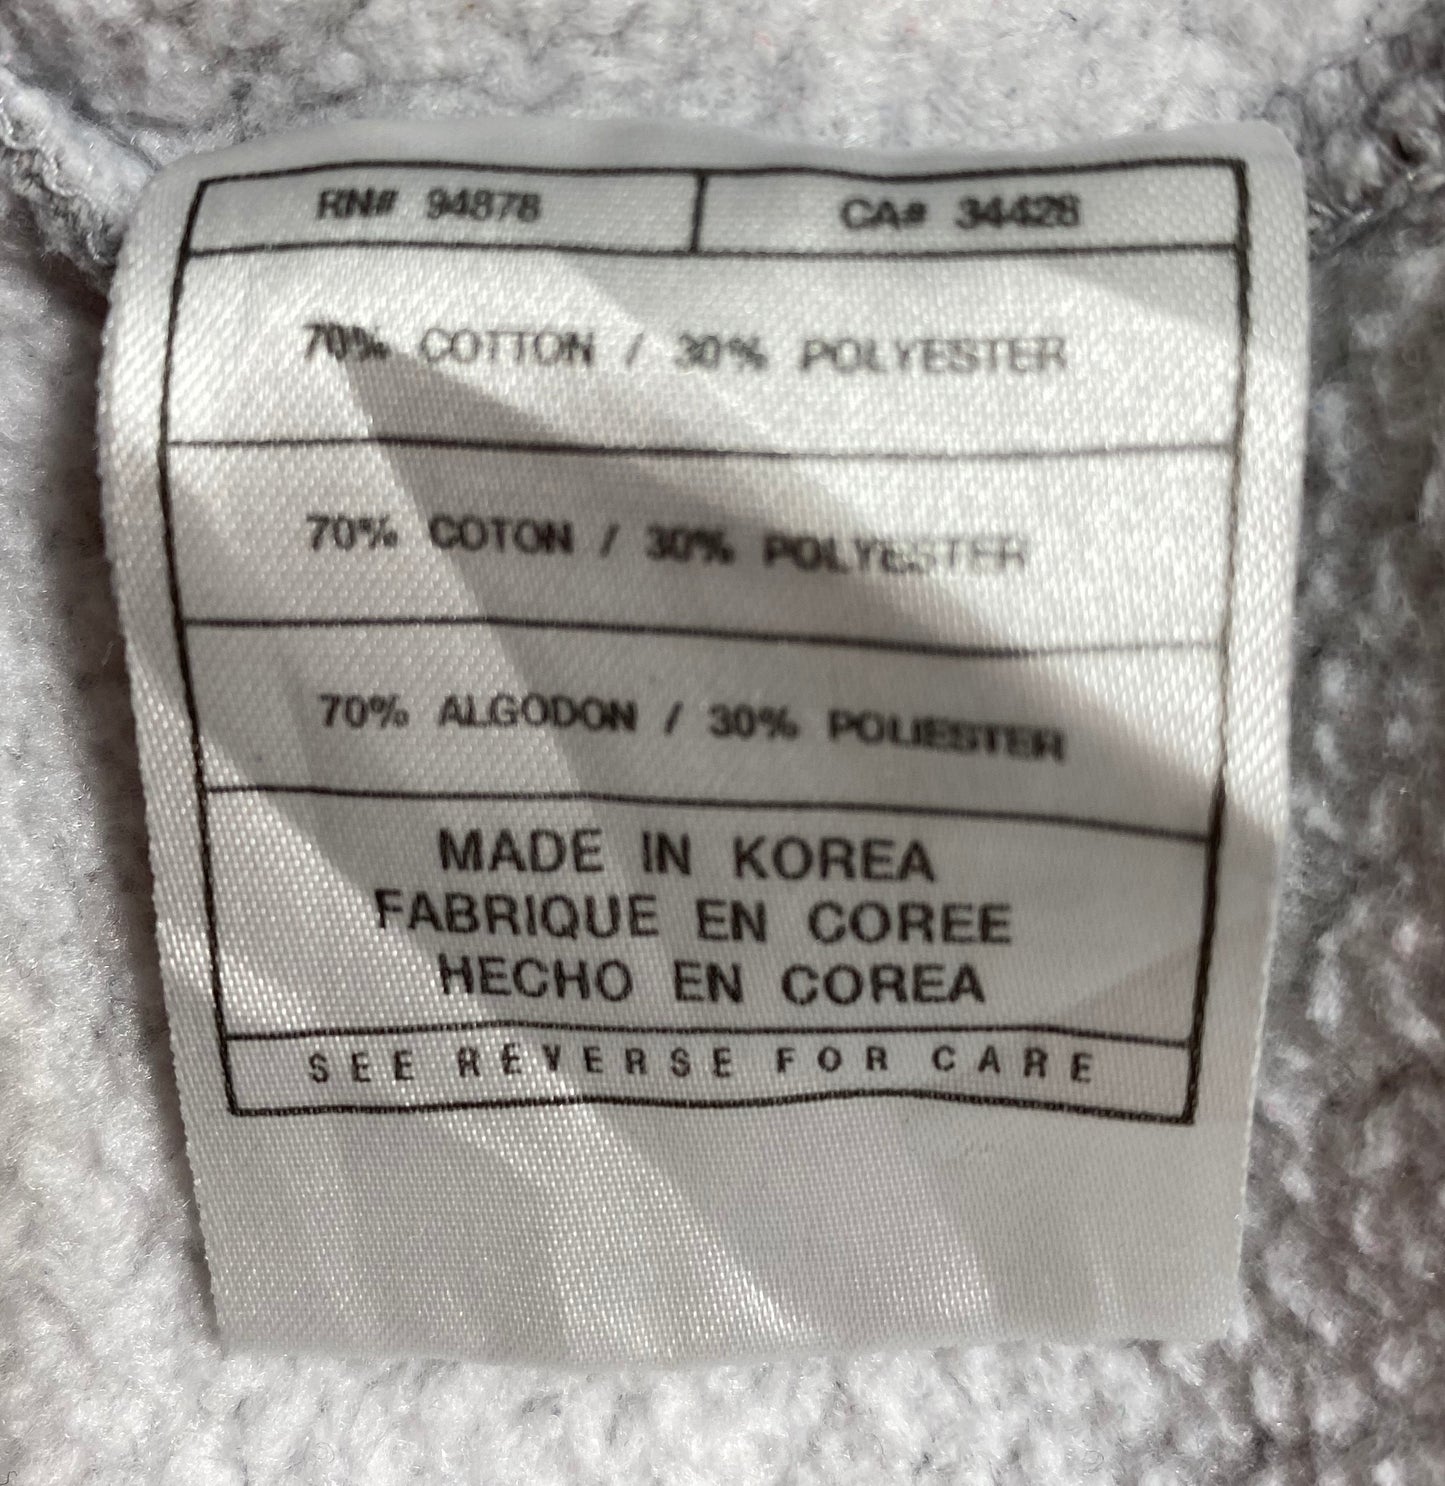 RN# 94878 CA# 34428
70% COTTON / 30% POLYESTER
70% COTON / 30% POLYESTER
70% ALGODON / 30% POLIESTER
MADE IN KOREA
FABRIQUE EN COREE
HECHO EN COREA
SEE REVERSE FOR CARE